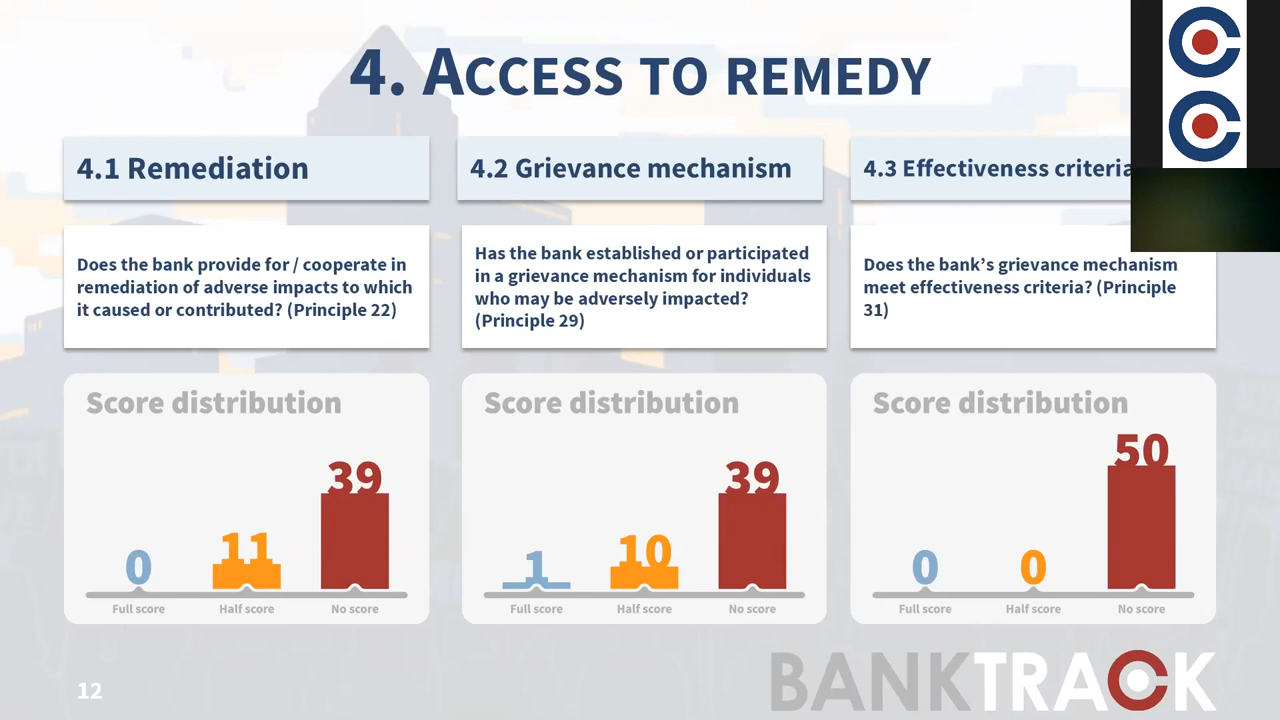 4. ACCESS TO REMEDY
4.1 Remediation
Does the bank provide for / cooperate in
remediation of adverse impacts to which
it caused or contributed? (Principle 22)
Score distribution
0
11
39
Full score
Half score
No score
4.2 Grievance mechanism
Has the bank established or participated
in a grievance mechanism for individuals
who may be adversely impacted?
(Principle 29)
Score distribution
1
10
39
Full score
Half score
No score
4.3 Effectiveness criteria
Does the bank's grievance mechanism
meet effectiveness criteria? (Principle
31)
Score distribution
0
0
50
Full score
Half score
No score
12
BANKTRACK